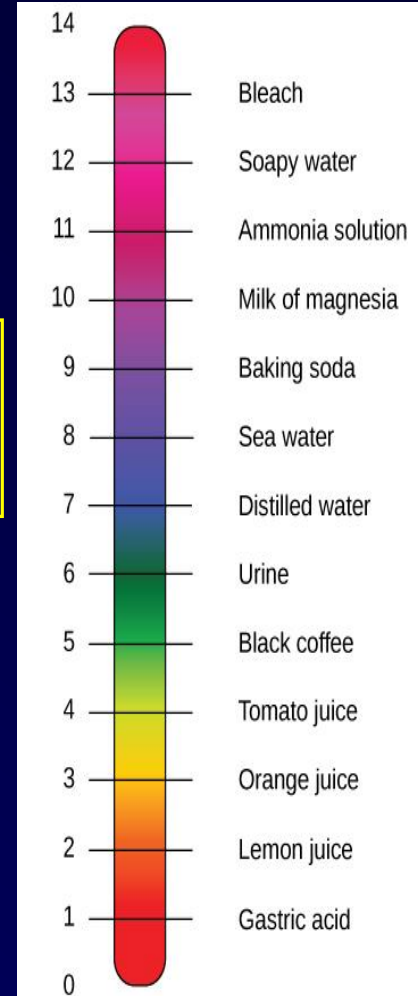 14
13 Bleach
12 Soapy water
11 Ammonia solution
10 Milk of magnesia
9 Baking soda
8 Sea water
7 Distilled water
6 Urine
5 Black coffee
4 Tomato juice
3 Orange juice
2 Lemon juice
1 Gastric acid
0